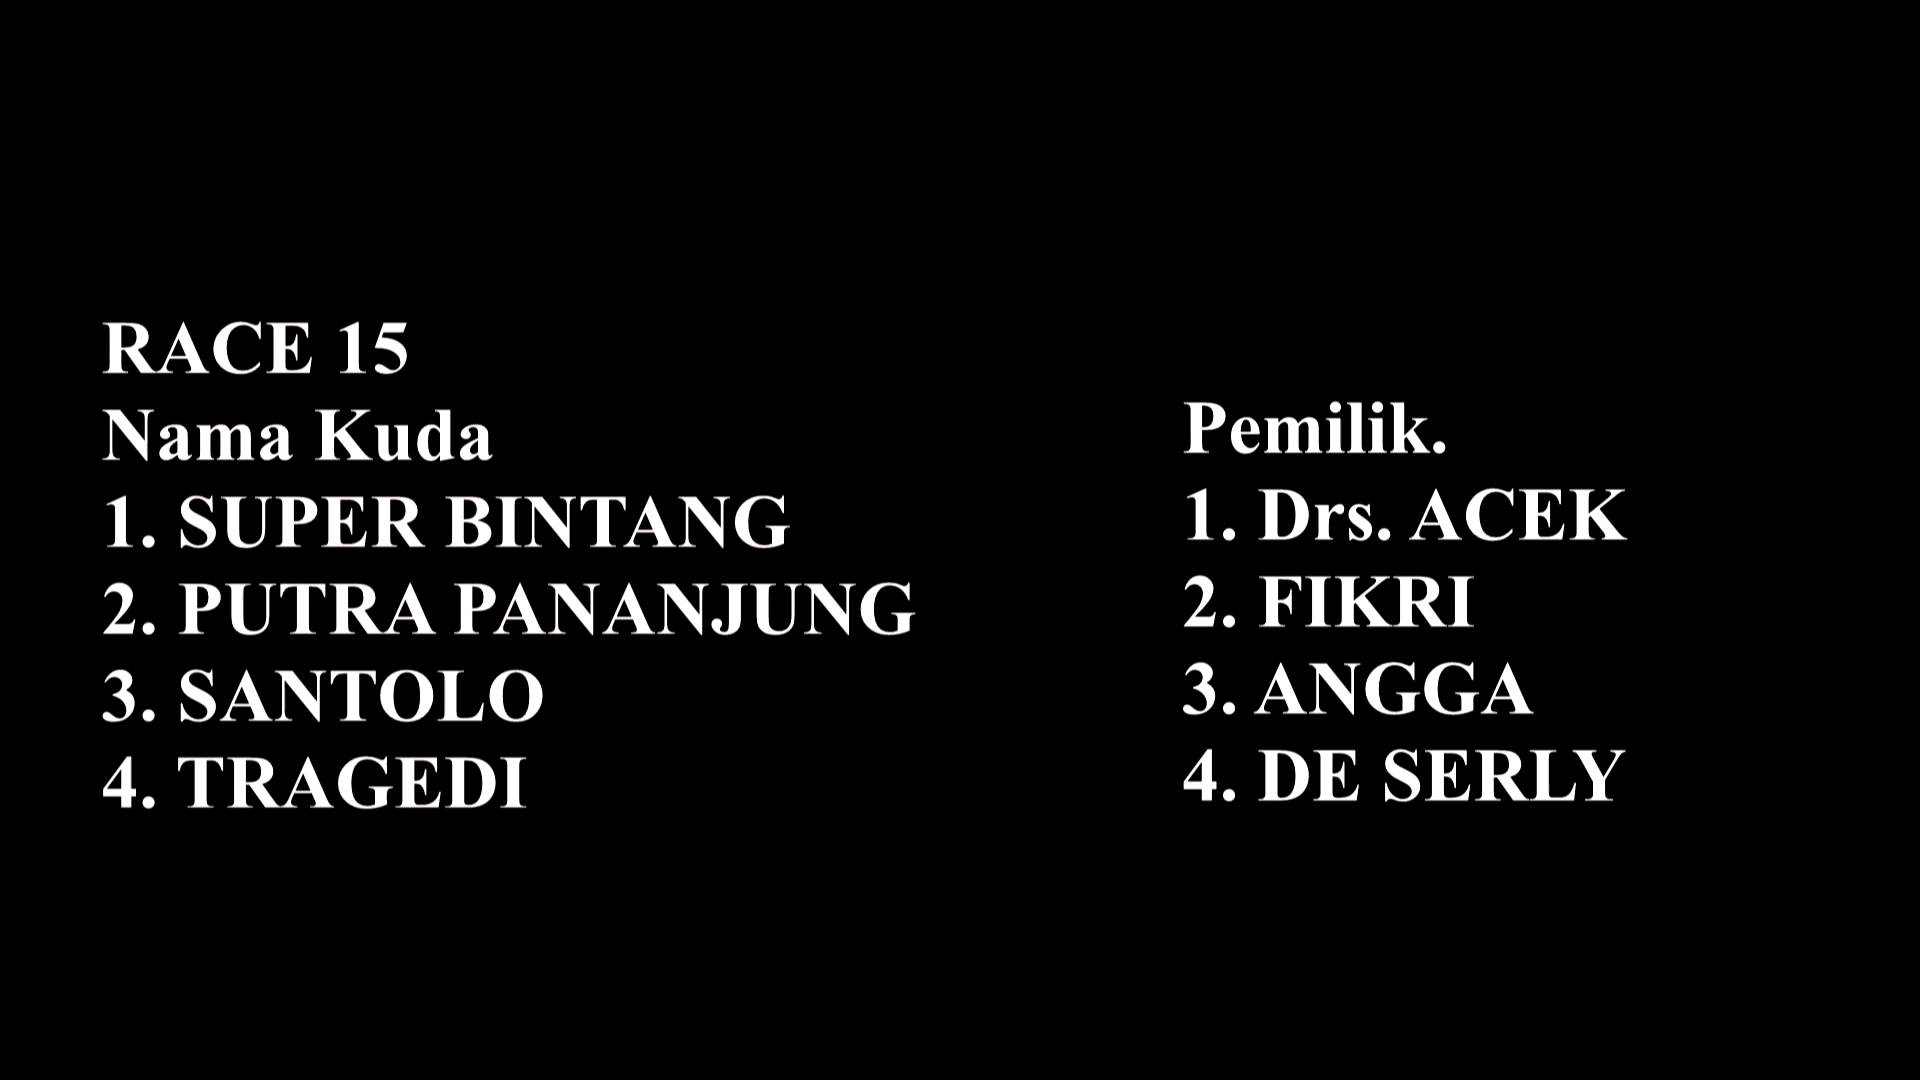 RACE 15
Nama Kuda
1. SUPER BINTANG
2. PUTRA PANANJUNG
3. SANTOLO
4. TRAGEDI
Pemilik.
1. Drs. ACEK
2. FIKRI
3. ANGGA
4. DE SERLY